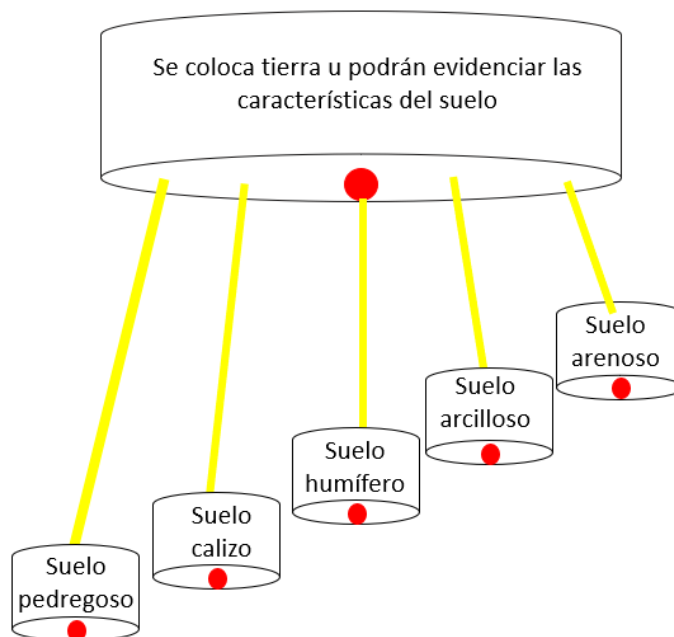 Se coloca tierra u podrán evidenciar las
características del suelo
Suelo
arenoso
Suelo
arcilloso
Suelo
humífero
Suelo
calizo
Suelo
pedregoso